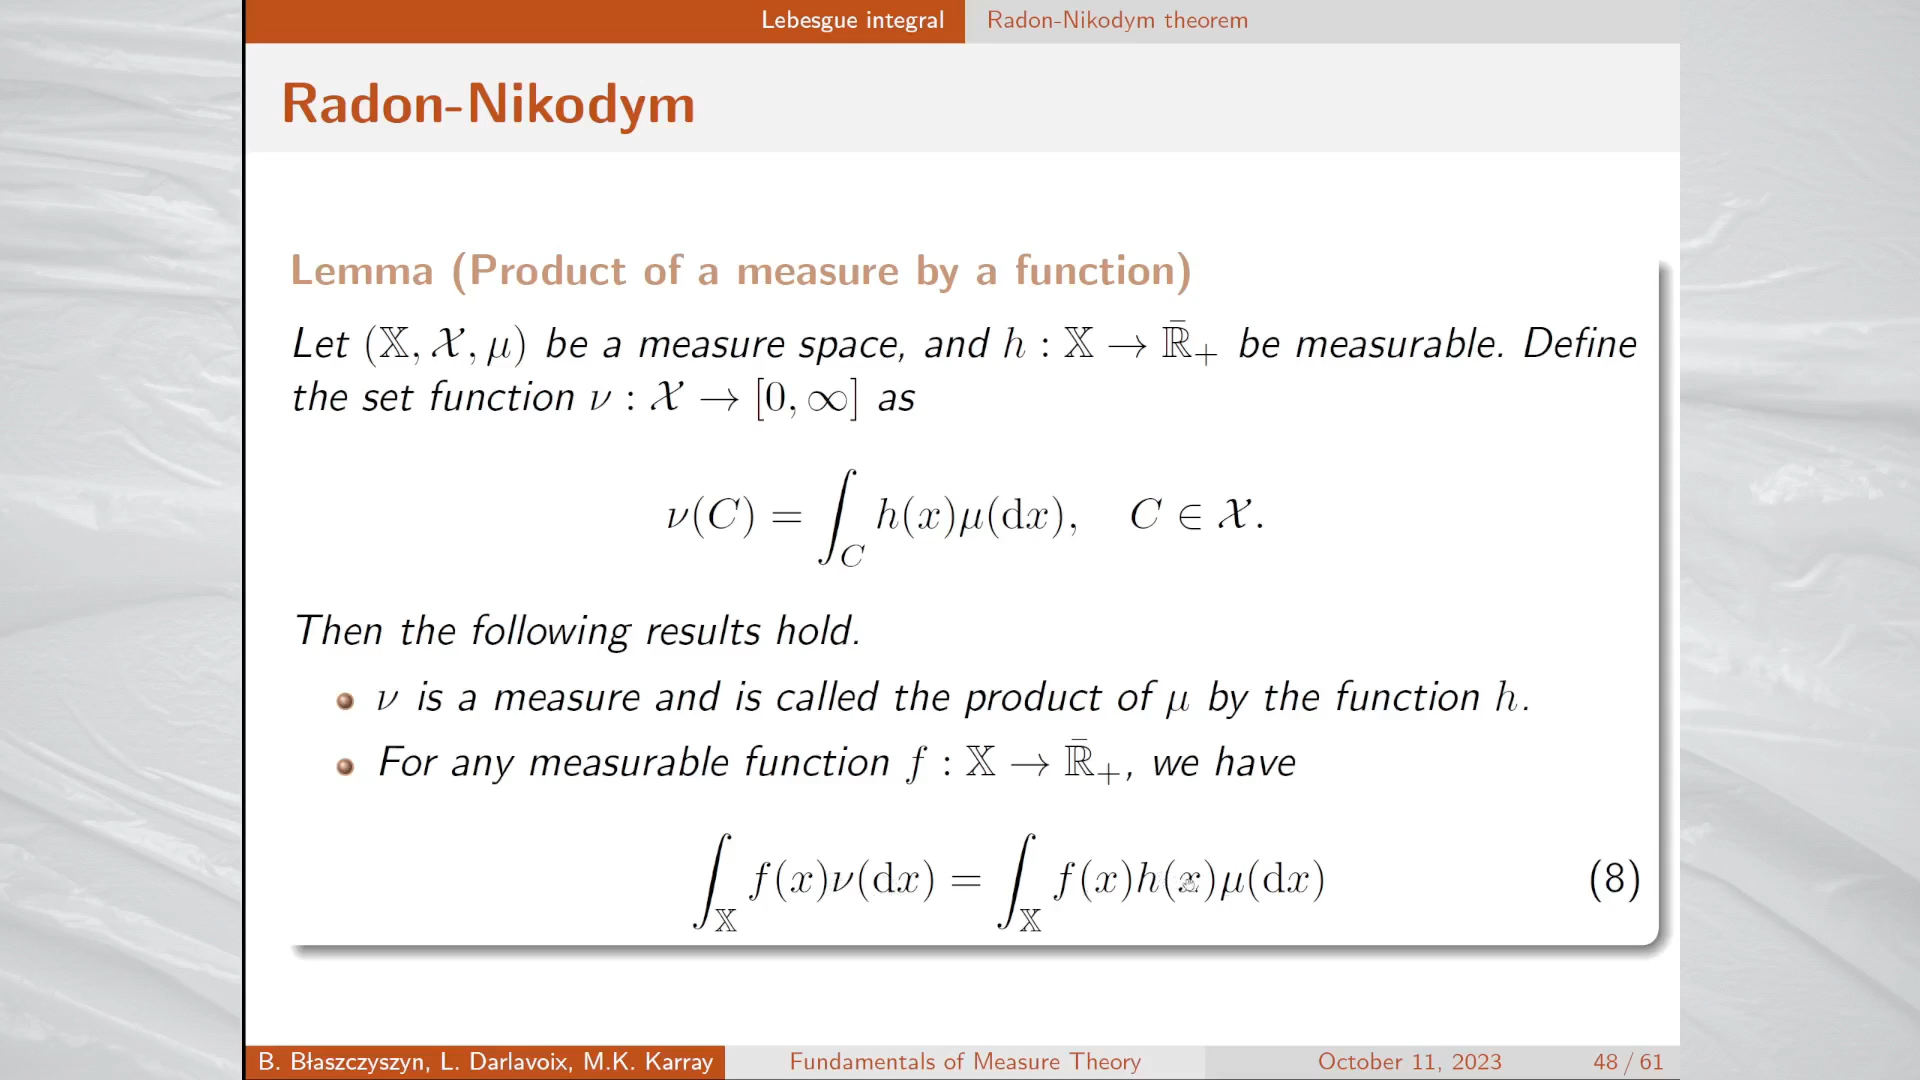 Lebesgue integral Radon-Nikodym theorem
Radon-Nikodym
Lemma (Product of a measure by a function)
Let (𝕏, 𝒳, μ) be a measure space, and h : 𝕏 → ℝ̄₊ be measurable. Define
the set function ν : 𝒳 → [0, ∞] as
ν(C) = ∫_C h(x)μ(dx), C ∈ 𝒳.
Then the following results hold.
ν is a measure and is called the product of μ by the function h.
For any measurable function f : 𝕏 → ℝ̄₊, we have
∫_𝕏 f(x)ν(dx) = ∫_𝕏 f(x)h(x)μ(dx) (8)
B. Błaszczyszyn, L. Darlavoix, M.K. Karray Fundamentals of Measure Theory October 11, 2023 48 / 61